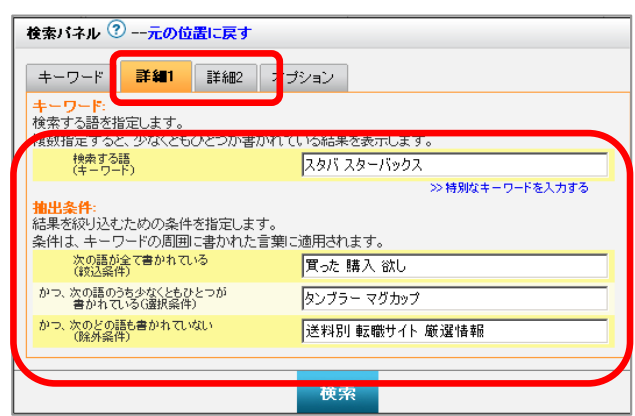 検索パネル ? --元の位置に戻す
キーワード 詳細1 詳細2 オプション
キーワード:
検索する語を指定します。
複数指定すると、少なくともひとつが書かれている結果を表示します。
検索する語
(キーワード)
スタバ スターバックス
>>特別なキーワードを入力する
抽出条件:
結果を絞り込むための条件を指定します。
条件は、キーワードの周囲に書かれた言葉に適用されます。
次の語が全て書かれている
(絞込条件)
買った 購入 欲し
かつ、次の語のうち少なくともひとつが
書かれている(選択条件)
タンブラー マグカップ
かつ、次のどの語も書かれていない
(除外条件)
送料別 転職サイト 厳選情報
検索